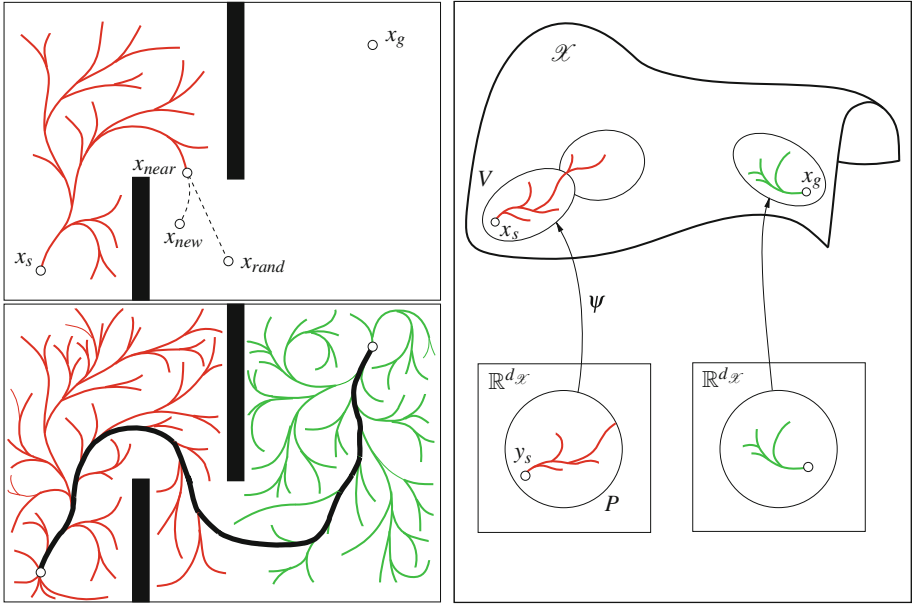 x_g
x_near
x_new
x_s
x_rand
𝒳
V
x_g
x_s
ψ
ℝ^{d_𝒳}
ℝ^{d_𝒳}
y_s
P